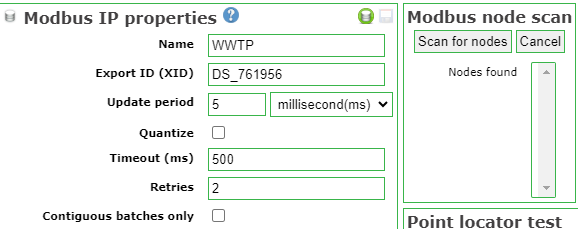 Modbus IP properties
Name WWTP
Export ID (XID) DS_761956
Update period 5 millisecond(ms)
Quantize
Timeout (ms) 500
Retries 2
Contiguous batches only
Modbus node scan
Scan for nodes Cancel
Nodes found
Point locator test